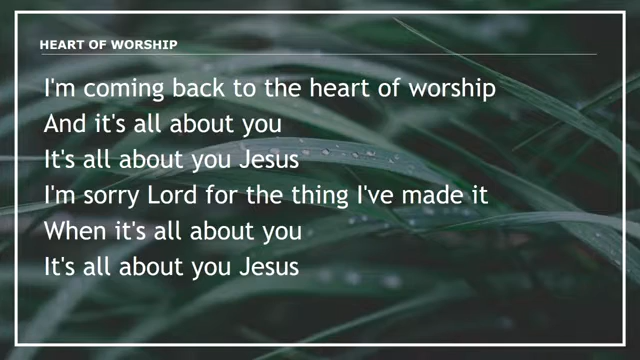 HEART OF WORSHIP
I'm coming back to the heart of worship
And it's all about you
It's all about you Jesus
I'm sorry Lord for the thing I've made it
When it's all about you
It's all about you Jesus